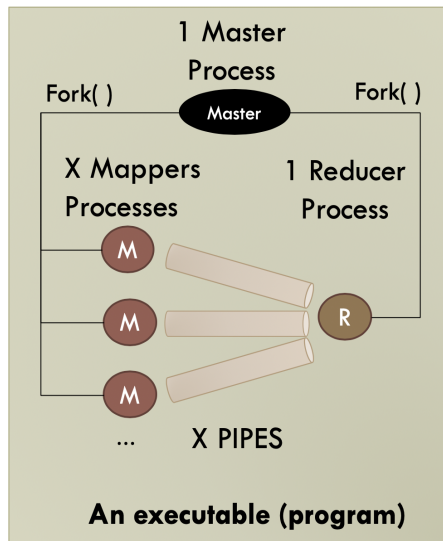 1 Master
Process
Fork( )
Fork( )
Master
X Mappers
Processes
1 Reducer
Process
M
M
R
M
...
X PIPES
An executable (program)